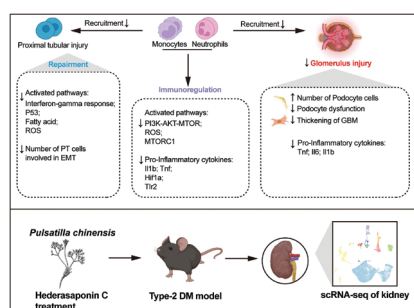 Recruitment↓
Recruitment↓
Proximal tubular injury
Monocytes
Neutrophils
↓ Glomerulus injury
Repairment
Immunoregulation
Activated pathways:
↓ Interferon-gamma response;
P53;
Fatty acid;
ROS
↓ Number of PT cells
involved in EMT
Activated pathways:
↓ PI3K-AKT-MTOR;
ROS;
MTORC1
↓ Pro-Inflammatory cytokines:
Il1b; Tnf;
Hif1a;
Tlr2
↑ Number of Podocyte cells
↓ Podocyte dysfunction
↓ Thickening of GBM
↓ Pro-Inflammatory cytokines:
Tnf; Il6; Il1b
Pulsatilla chinensis
Hederasaponin C
treatment
Type-2 DM model
scRNA-seq of kidney